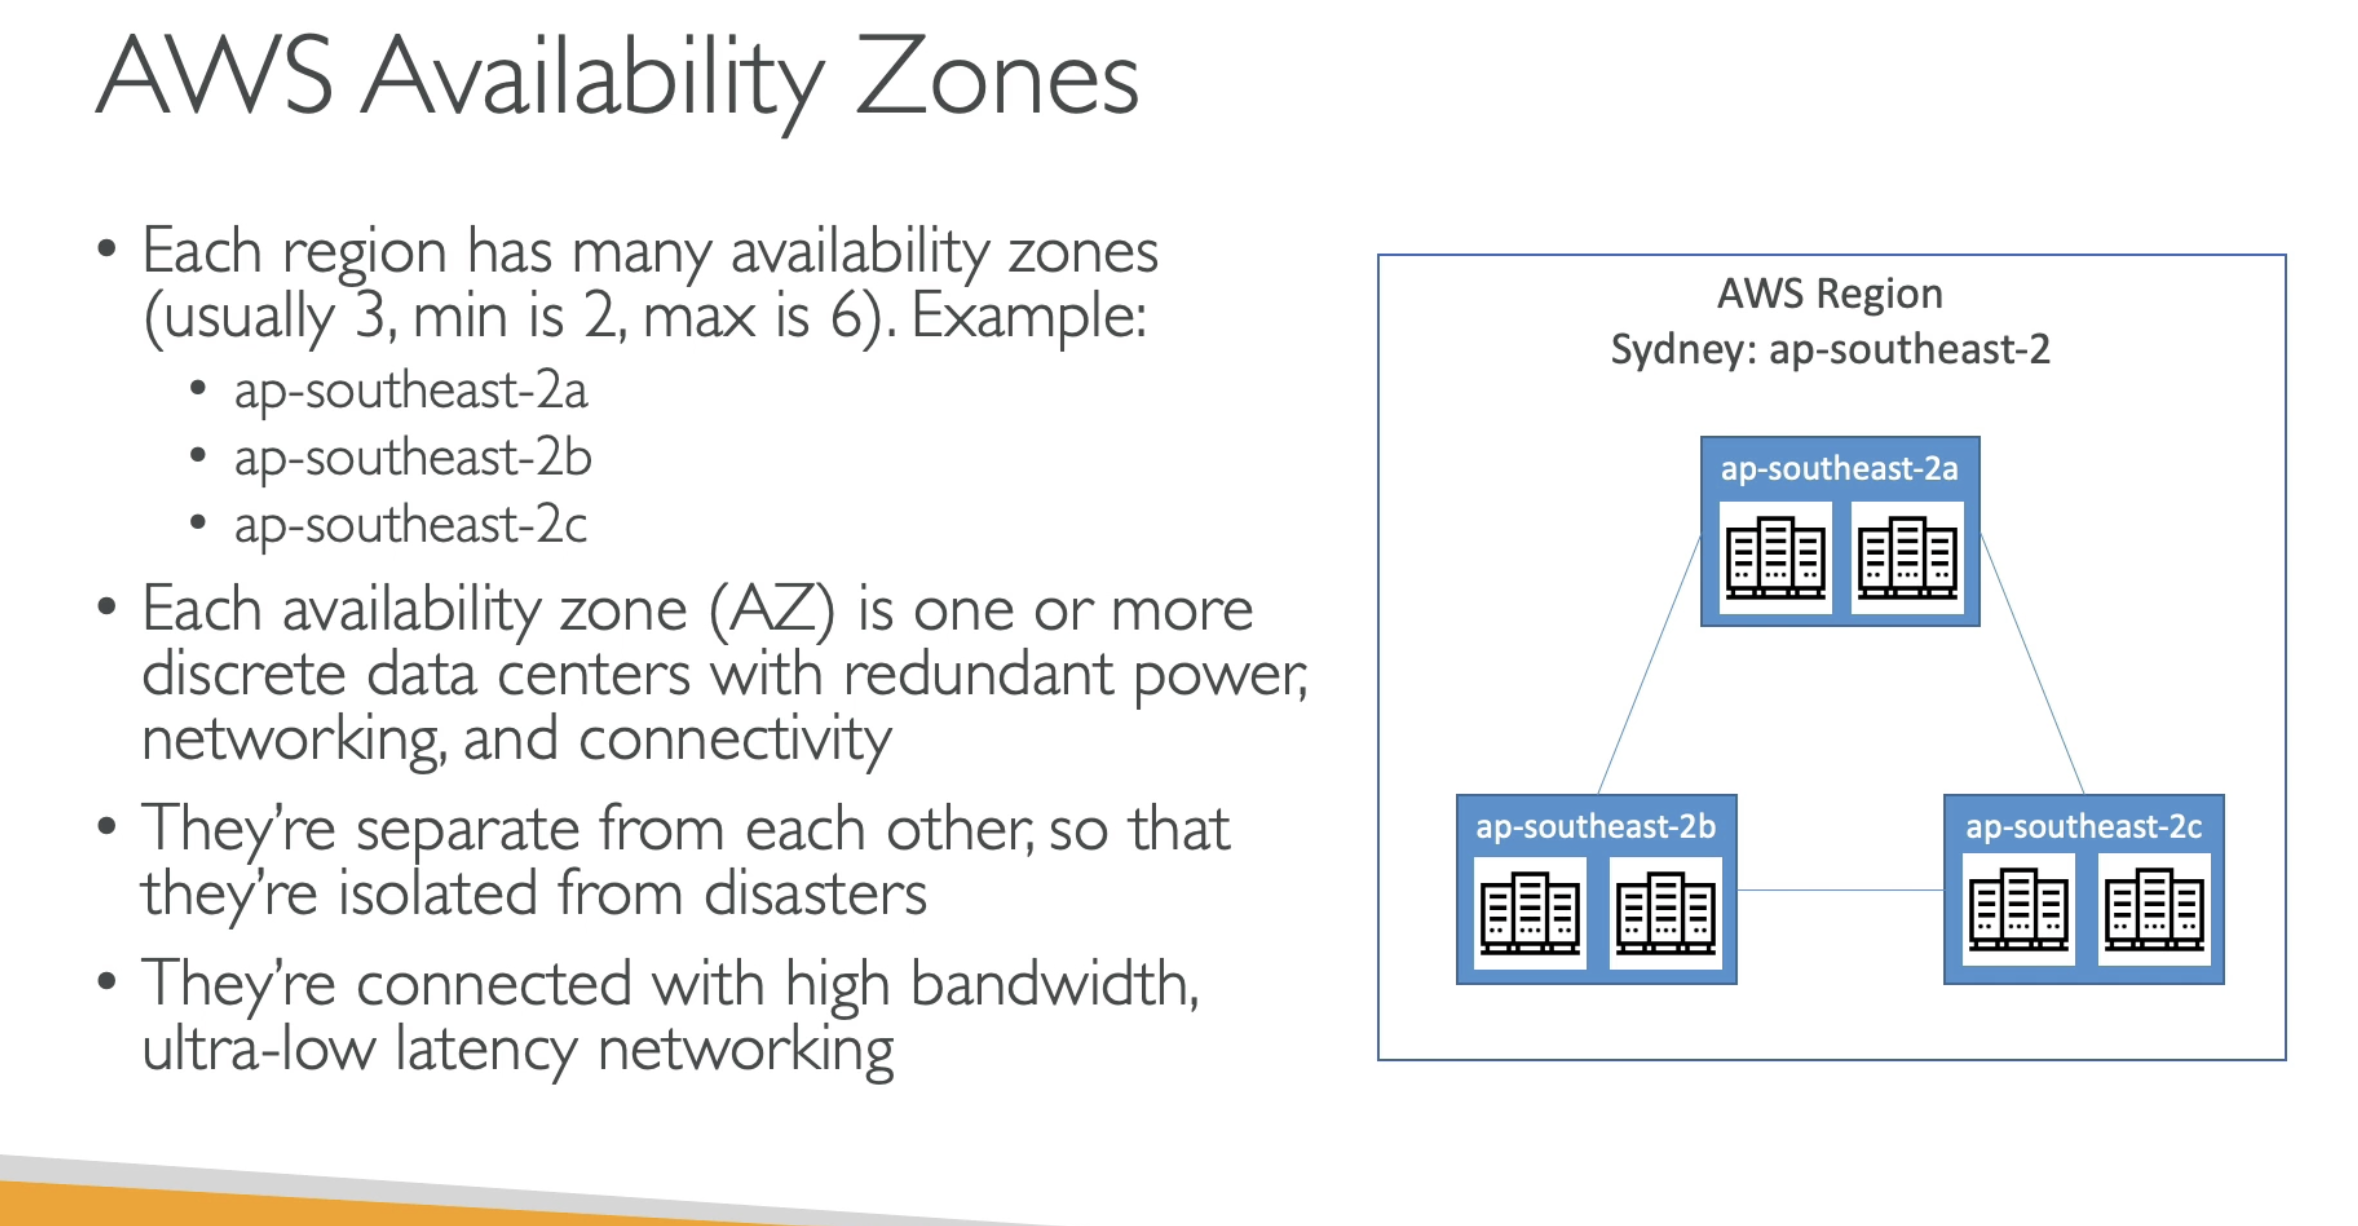 AWS Availability Zones
• Each region has many availability zones
(usually 3, min is 2, max is 6). Example:
• ap-southeast-2a
• ap-southeast-2b
• ap-southeast-2c
• Each availability zone (AZ) is one or more
discrete data centers with redundant power,
networking, and connectivity
• They’re separate from each other, so that
they’re isolated from disasters
• They’re connected with high bandwidth,
ultra-low latency networking
AWS Region
Sydney: ap-southeast-2
ap-southeast-2a
ap-southeast-2b
ap-southeast-2c